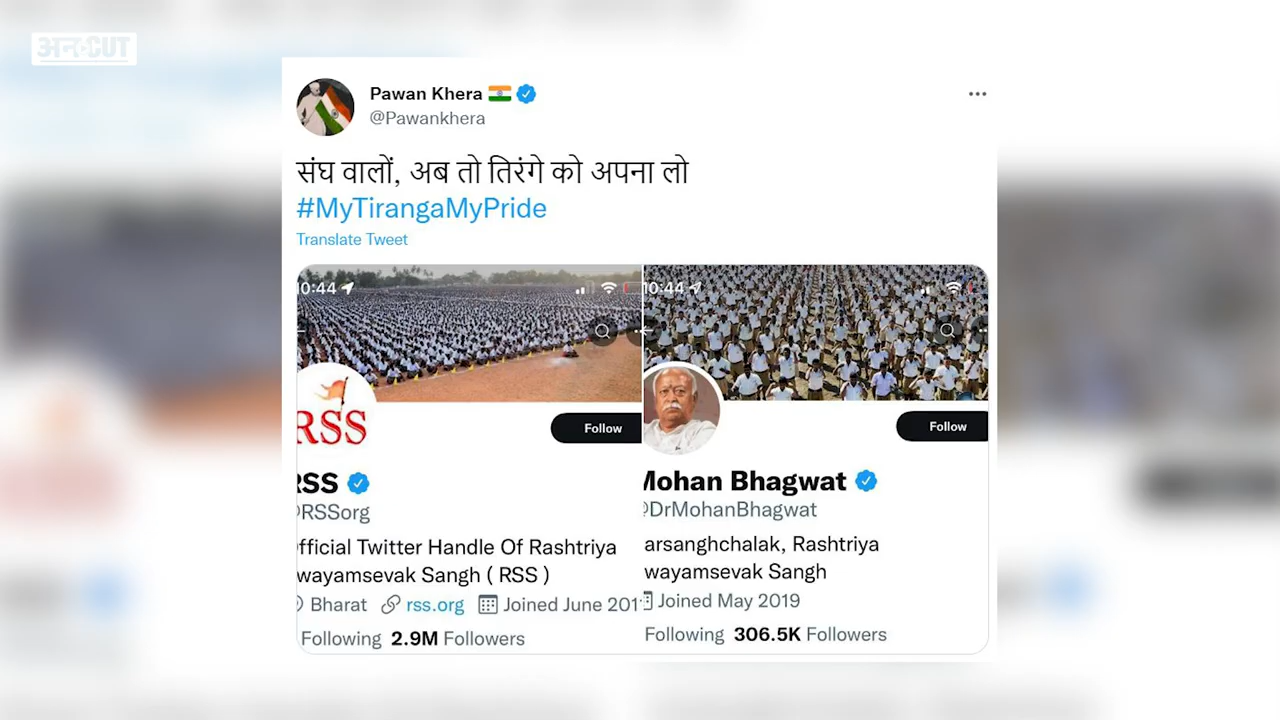 अनCUT
Pawan Khera
@Pawankhera
संघ वालों, अब तो तिरंगे को अपना लो
#MyTirangaMyPride
Translate Tweet
10:44
RSS
Follow
RSS
@RSSorg
fficial Twitter Handle Of Rashtriya
wayamsevak Sangh ( RSS )
Bharat rss.org Joined June 201
Following 2.9M Followers
10:44
Follow
Mohan Bhagwat
@DrMohanBhagwat
arsanghchalak, Rashtriya
wayamsevak Sangh
Joined May 2019
Following 306.5K Followers